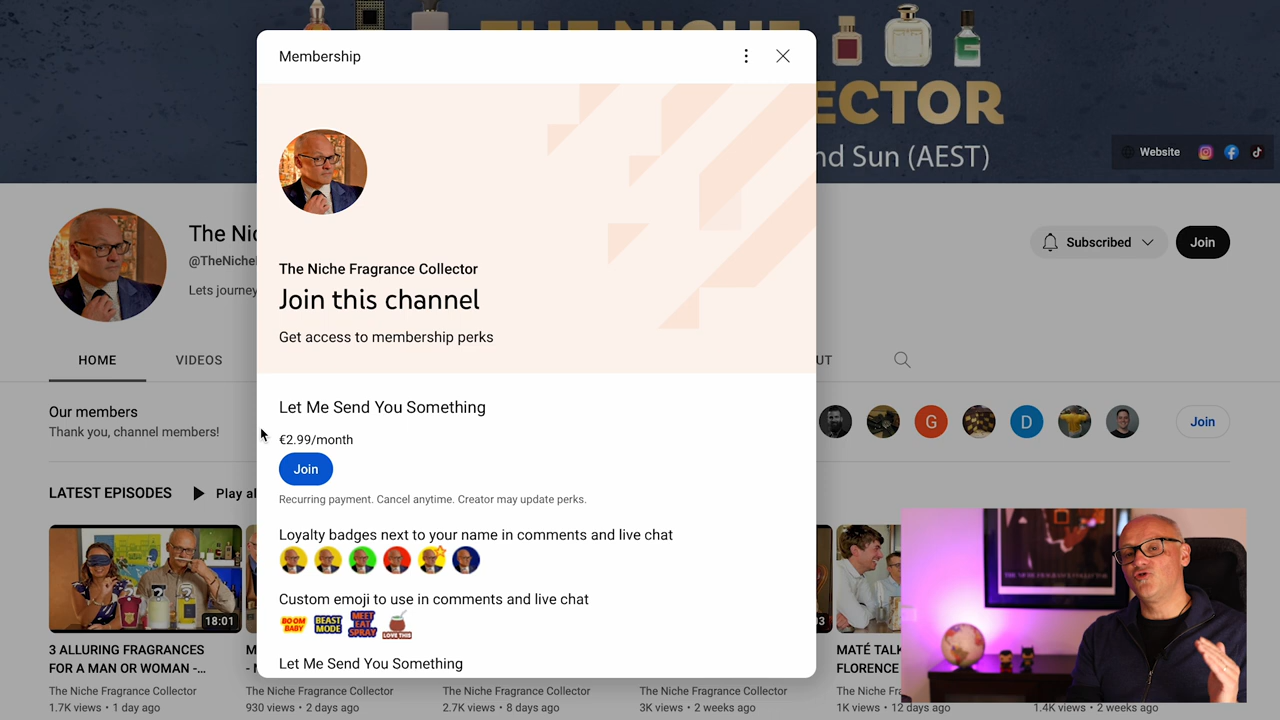 THE NICHE
ECTOR
nd Sun (AEST)
Website
Membership
The Nic
@TheNichel
Lets journey
Subscribed
Join
The Niche Fragrance Collector
Join this channel
Get access to membership perks
HOME
VIDEOS
UT
Our members
Thank you, channel members!
G
D
Join
Let Me Send You Something
€2.99/month
Join
Recurring payment. Cancel anytime. Creator may update perks.
LATEST EPISODES
Play al
Loyalty badges next to your name in comments and live chat
Custom emoji to use in comments and live chat
BOOM BABY
BEAST MODE
MEET EAT SPRAY
LOVE THIS
Let Me Send You Something
18:01
3 ALLURING FRAGRANCES
FOR A MAN OR WOMAN -...
The Niche Fragrance Collector
1.7K views • 1 day ago
The Niche Fragrance Collector
930 views • 2 days ago
The Niche Fragrance Collector
2.7K views • 8 days ago
The Niche Fragrance Collector
3K views • 2 weeks ago
MATÉ TALK
FLORENCE
The Niche Fragrance Collector
1K views • 12 days ago
1.4K views • 2 weeks ago